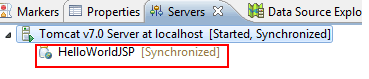 Markers Properties Servers Data Source Explo
Tomcat v7.0 Server at localhost [Started, Synchronized]
HelloWorldJSP [Synchronized]